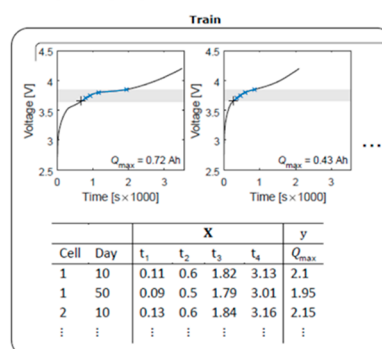 Train
4.5
4
3.5
3
2.5
Voltage [V]
Qmax = 0.72 Ah
0 1 2 3
Time [s×1000]
4.5
4
3.5
3
2.5
Voltage [V]
Qmax = 0.43 Ah
0 1 2 3
Time [s×1000]
...
X y
Cell Day t1 t2 t3 t4 Qmax
1 10 0.11 0.6 1.82 3.13 2.1
1 50 0.09 0.5 1.79 3.01 1.95
2 10 0.13 0.6 1.84 3.16 2.15
⋮ ⋮ ⋮ ⋮ ⋮ ⋮ ⋮